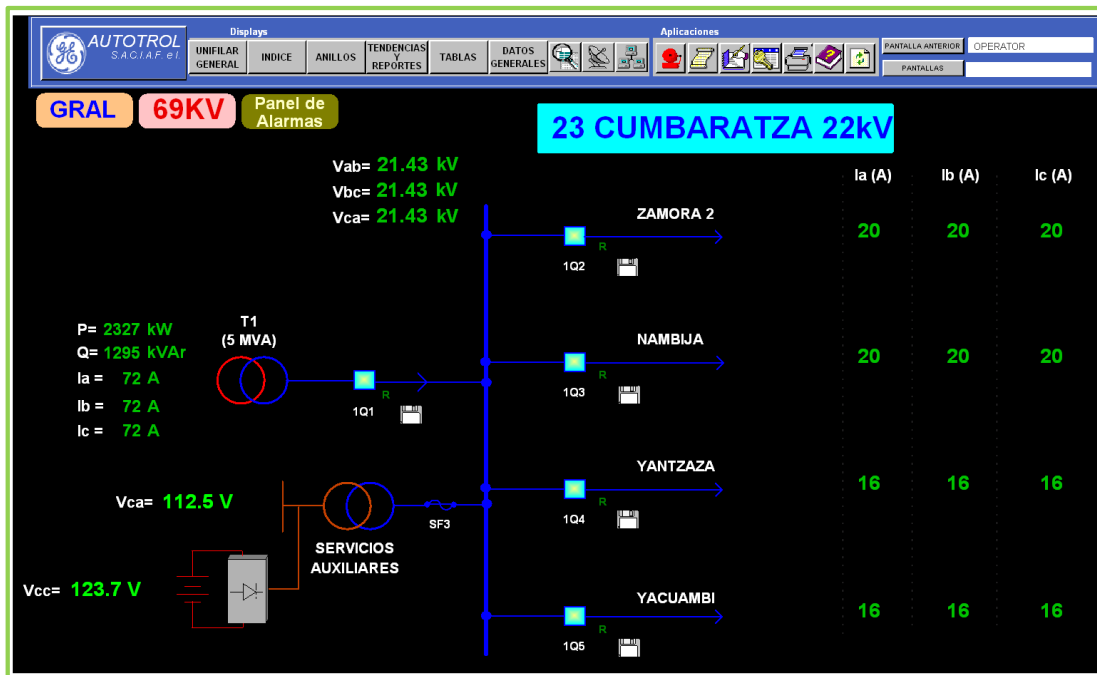 AUTOTROL
S.A.C.I.A.F. e I.
Displays
UNIFILAR GENERAL
INDICE
ANILLOS
TENDENCIAS Y REPORTES
TABLAS
DATOS GENERALES
Aplicaciones
PANTALLA ANTERIOR
OPERATOR
PANTALLAS
GRAL
69KV
Panel de
Alarmas
23 CUMBARATZA 22kV
Vab= 21.43 kV
Vbc= 21.43 kV
Vca= 21.43 kV
Ia (A) Ib (A) Ic (A)
ZAMORA 2
20 20 20
R
1Q2
P= 2327 kW
Q= 1295 kVAr
Ia = 72 A
Ib = 72 A
Ic = 72 A
T1
(5 MVA)
R
1Q1
NAMBIJA
20 20 20
R
1Q3
YANTZAZA
16 16 16
R
1Q4
Vca= 112.5 V
SF3
SERVICIOS
AUXILIARES
Vcc= 123.7 V
YACUAMBI
16 16 16
R
1Q5